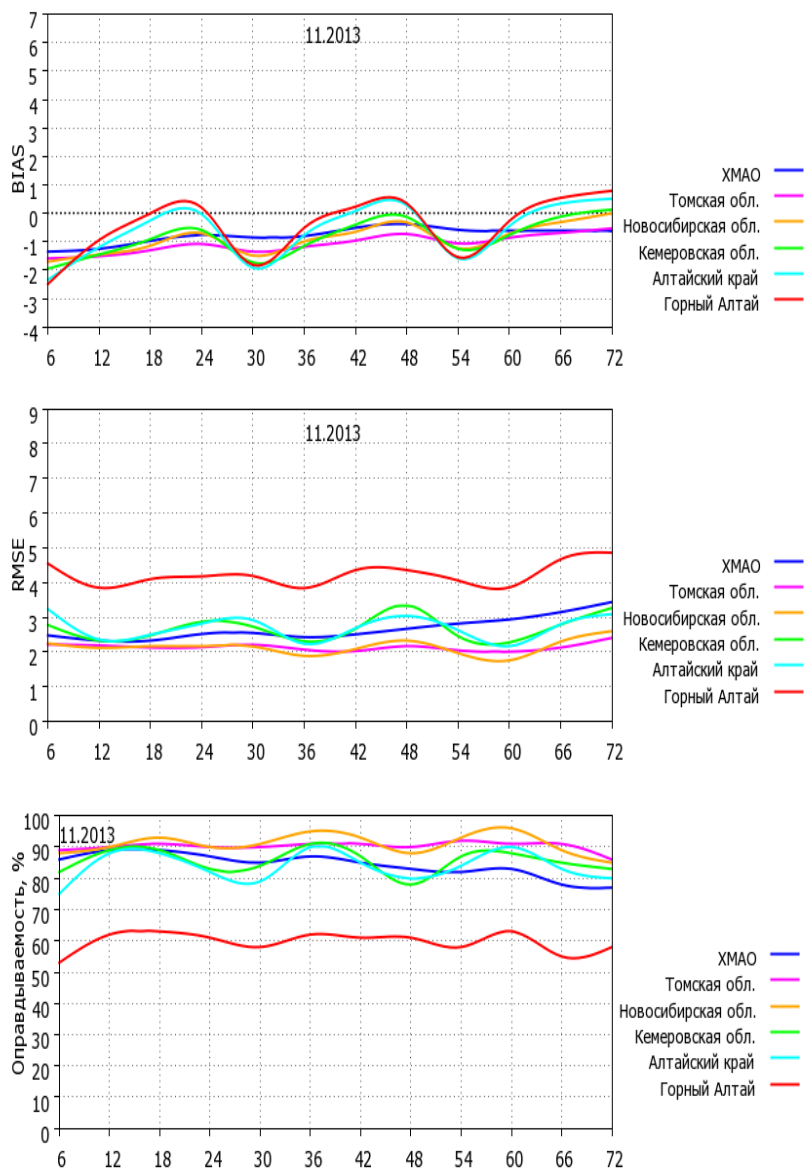 7
6
5
4
3
2
1
0
-1
-2
-3
-4
BIAS
11.2013
6 12 18 24 30 36 42 48 54 60 66 72
ХМАО
Томская обл.
Новосибирская обл.
Кемеровская обл.
Алтайский край
Горный Алтай
9
8
7
6
5
4
3
2
1
0
RMSE
11.2013
6 12 18 24 30 36 42 48 54 60 66 72
ХМАО
Томская обл.
Новосибирская обл.
Кемеровская обл.
Алтайский край
Горный Алтай
100
90
80
70
60
50
40
30
20
10
0
Оправдываемость, %
11.2013
6 12 18 24 30 36 42 48 54 60 66 72
ХМАО
Томская обл.
Новосибирская обл.
Кемеровская обл.
Алтайский край
Горный Алтай